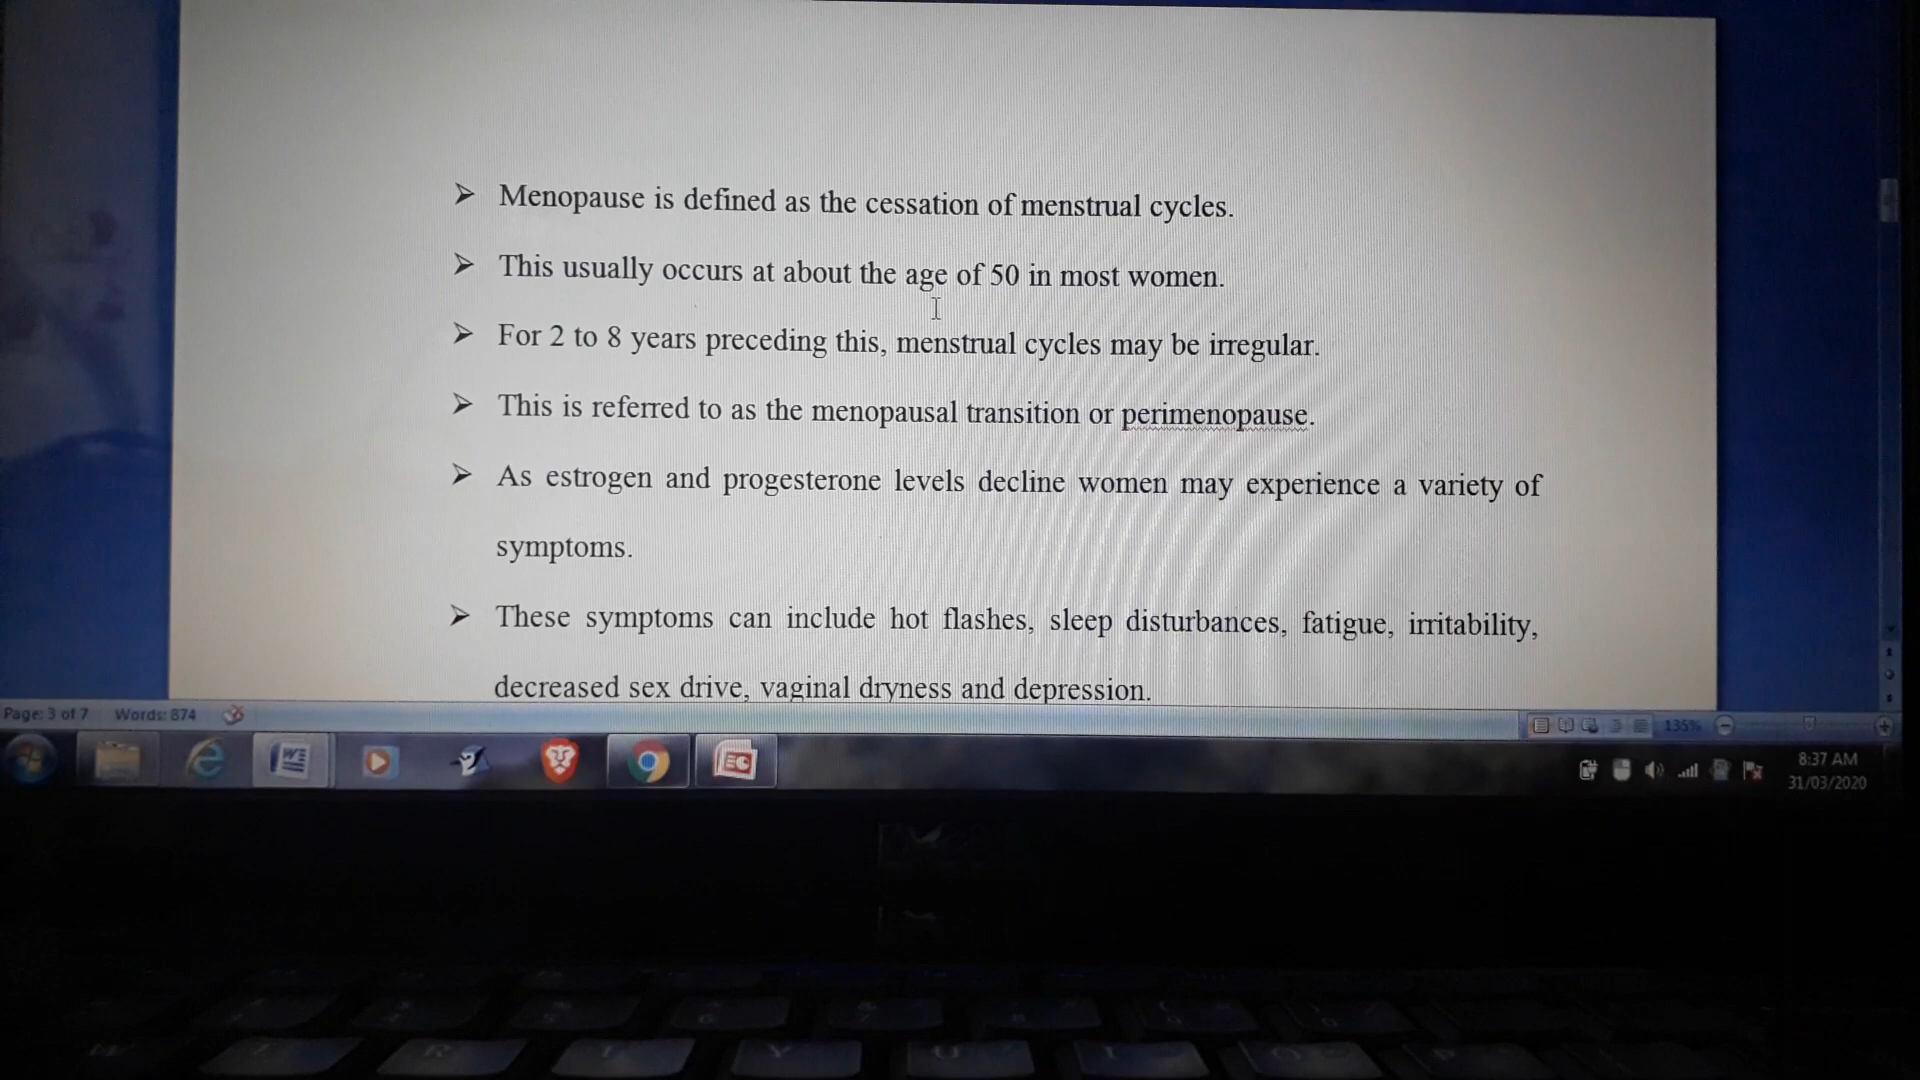 ➢ Menopause is defined as the cessation of menstrual cycles.
➢ This usually occurs at about the age of 50 in most women.
➢ For 2 to 8 years preceding this, menstrual cycles may be irregular.
➢ This is referred to as the menopausal transition or perimenopause.
➢ As estrogen and progesterone levels decline women may experience a variety of
symptoms.
➢ These symptoms can include hot flashes, sleep disturbances, fatigue, irritability,
decreased sex drive, vaginal dryness and depression.
Page: 3 of 7 Words: 874 135%
8:37 AM
31/03/2020